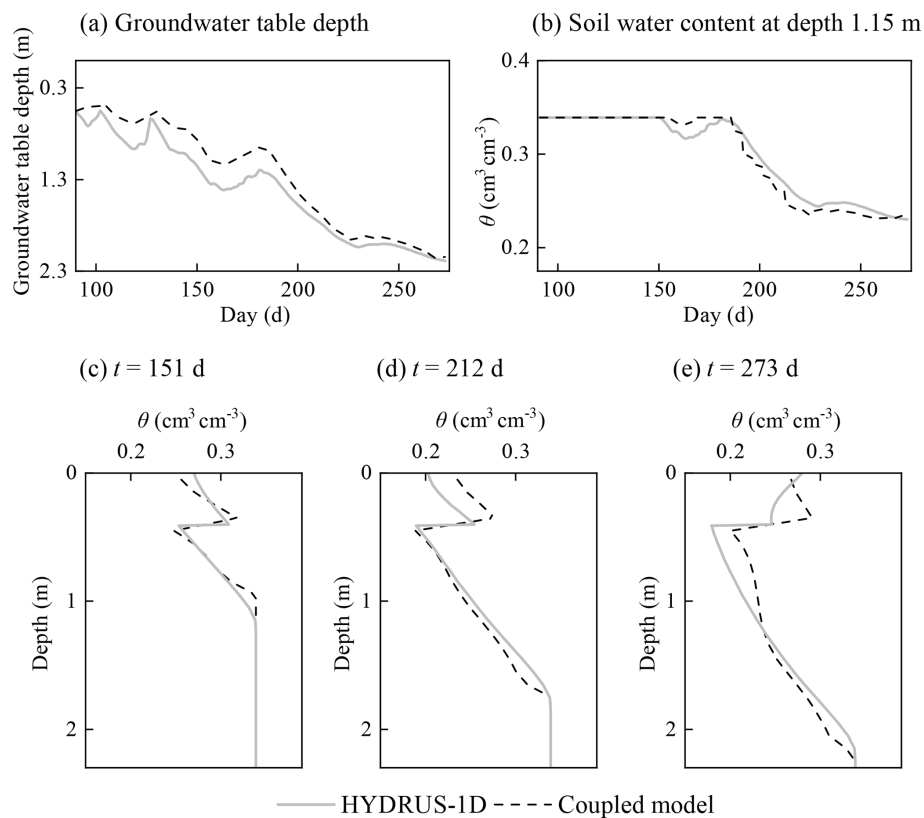 (a) Groundwater table depth
(b) Soil water content at depth 1.15 m
Groundwater table depth (m)
0.3
1.3
2.3
100 150 200 250
Day (d)
θ (cm³ cm⁻³)
0.4
0.3
0.2
100 150 200 250
Day (d)
(c) t = 151 d
(d) t = 212 d
(e) t = 273 d
θ (cm³ cm⁻³)
0.2 0.3
0
1
2
Depth (m)
θ (cm³ cm⁻³)
0.2 0.3
0
1
2
Depth (m)
θ (cm³ cm⁻³)
0.2 0.3
0
1
2
Depth (m)
HYDRUS-1D Coupled model